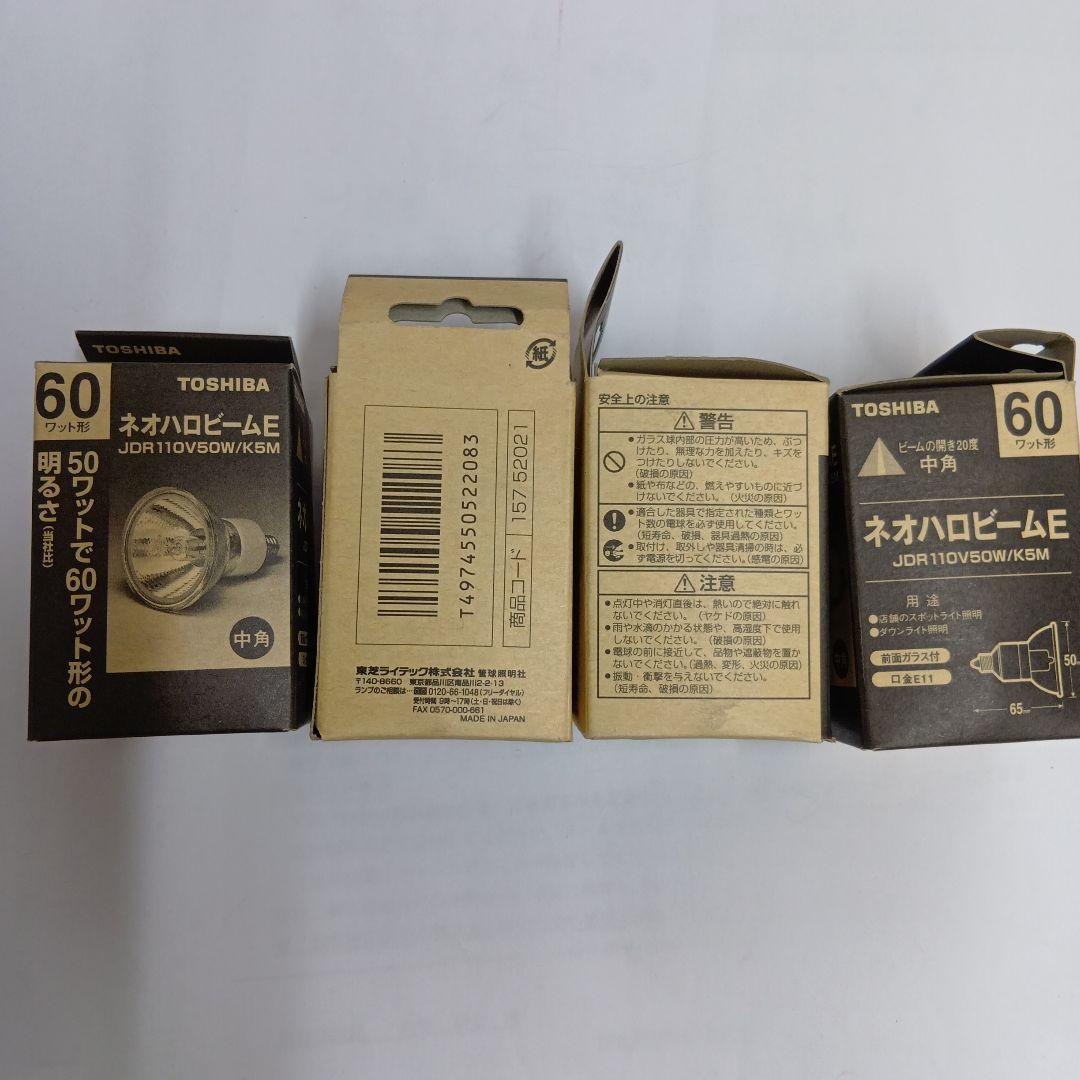 TOSHIBA
60
ワット形
TOSHIBA
ネオハロビームE
JDR110V50W/K5M
50ワットで60ワット形の
明るさ(当社比)
中角
紙
T4974550522083
商品コード 157 52021
東芝ライテック株式会社 管球照明社
〒140-8660 東京都品川区南品川2-2-13
ランプのご相談は 0120-66-1048(フリーダイヤル)
受付時間 9時〜17時(土・日・祝日は除く)
FAX 0570-000-661
MADE IN JAPAN
安全上の注意
警告
●ガラス球内部の圧力が高いため、ぶつ
けたり、無理な力を加えたり、キズを
つけたりしないでください。
(破損の原因)
●紙や布などの、燃えやすいものに近づ
けないでください。(火災の原因)
●適合した器具で指定された種類とワッ
ト数の電球を必ず使用してください。
(短寿命、破損、器具過熱の原因)
●取付け、取外しや器具清掃の時は、必
ず電源を切ってください。(感電の原因)
注意
●点灯中や消灯直後は、熱いので絶対に触れ
ないでください。(ヤケドの原因)
●雨や水滴のかかる状態や、高湿度下で使用
しないでください。(破損の原因)
●電球の前に接近して、品物や遮蔽物を置か
ないでください。(過熱、変形、火災の原因)
●振動・衝撃を与えないでください。
(短寿命、破損の原因)
TOSHIBA
60
ワット形
ビームの開き20度
中角
ネオハロビームE
JDR110V50W/K5M
用途
●店舗のスポットライト照明
●ダウンライト照明
前面ガラス付
口金E11
50
65㎜